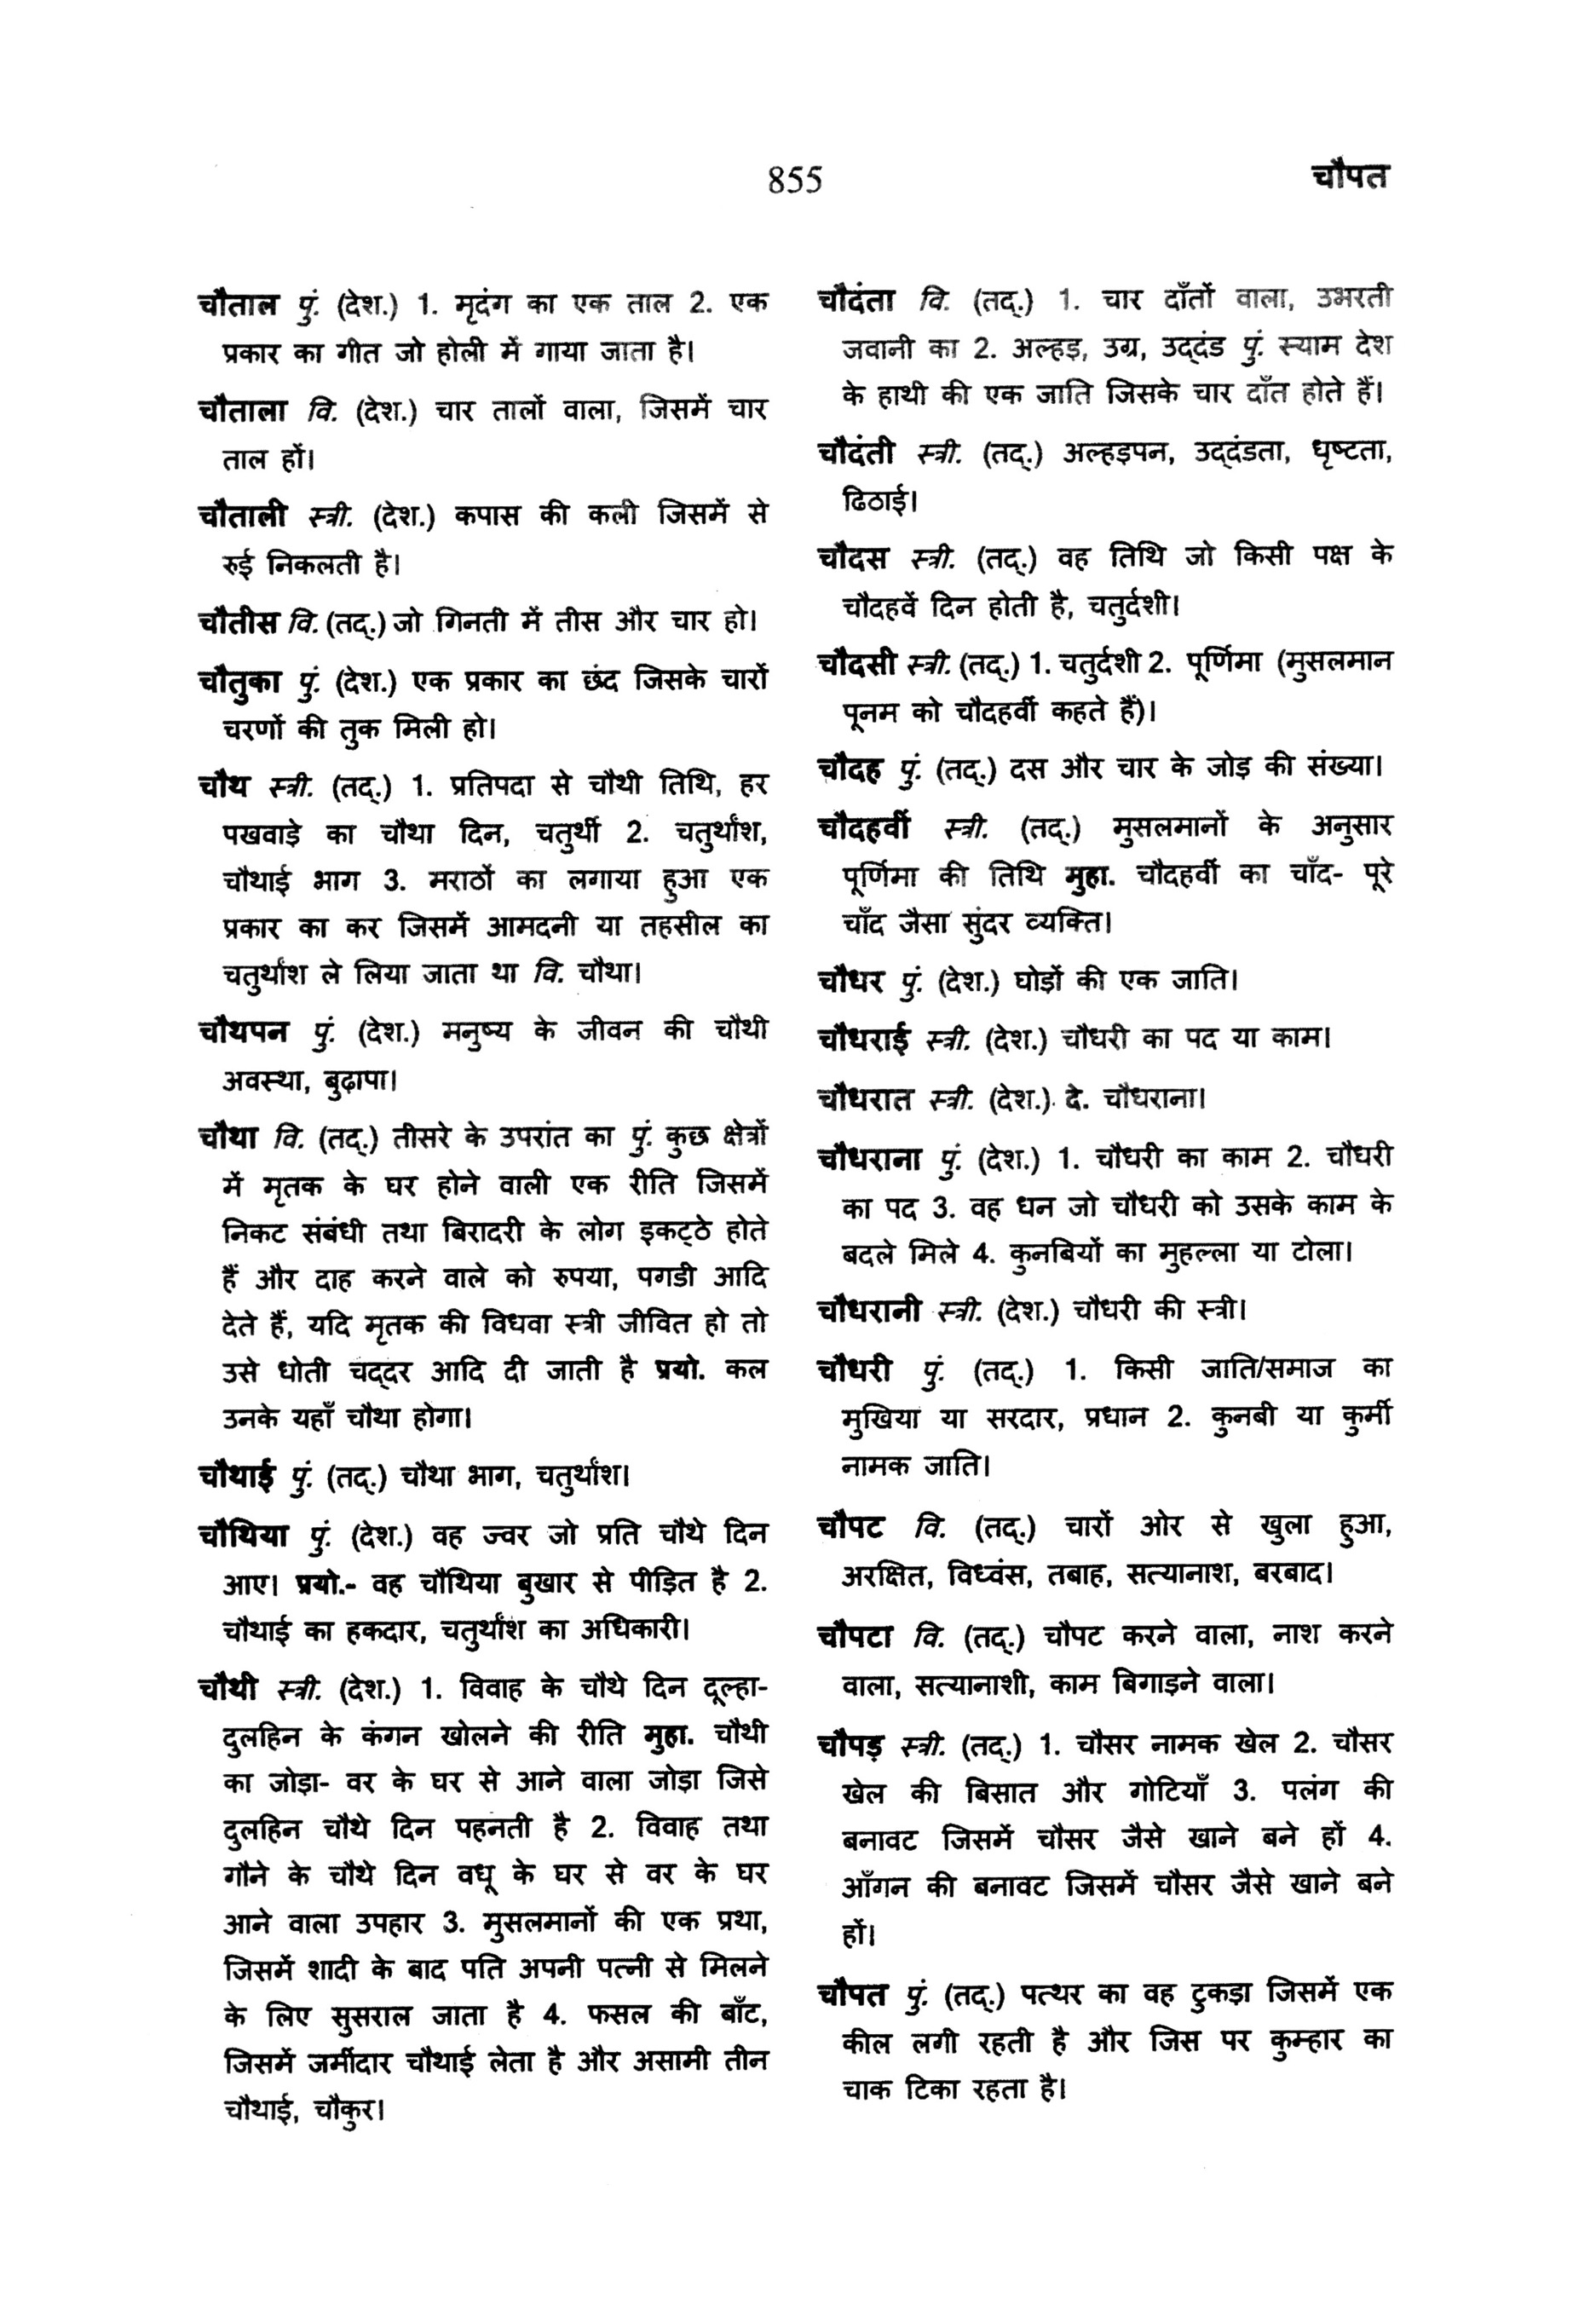 855
चौपत
चौताल पुं. (देश.) 1. मृदंग का एक ताल 2. एक
प्रकार का गीत जो होली में गाया जाता है।
चौताला वि. (देश.) चार तालों वाला, जिसमें चार
ताल हों।
चौताली स्त्री. (देश.) कपास की कली जिसमें से
रुई निकलती है।
चौतीस वि. (तद्.) जो गिनती में तीस और चार हो।
चौतुका पुं. (देश.) एक प्रकार का छंद जिसके चारों
चरणों की तुक मिली हो।
चौथ स्त्री. (तद्.) 1. प्रतिपदा से चौथी तिथि, हर
पखवाड़े का चौथा दिन, चतुर्थी 2. चतुर्थांश,
चौथाई भाग 3. मराठों का लगाया हुआ एक
प्रकार का कर जिसमें आमदनी या तहसील का
चतुर्थांश ले लिया जाता था वि. चौथा।
चौथपन पुं. (देश.) मनुष्य के जीवन की चौथी
अवस्था, बुढ़ापा।
चौथा वि. (तद्.) तीसरे के उपरांत का पुं. कुछ क्षेत्रों
में मृतक के घर होने वाली एक रीति जिसमें
निकट संबंधी तथा बिरादरी के लोग इकट्ठे होते
हैं और दाह करने वाले को रुपया, पगडी आदि
देते हैं, यदि मृतक की विधवा स्त्री जीवित हो तो
उसे धोती चद्दर आदि दी जाती है प्रयो. कल
उनके यहाँ चौथा होगा।
चौथाई पुं. (तद्.) चौथा भाग, चतुर्थांश।
चौथिया पुं. (देश.) वह ज्वर जो प्रति चौथे दिन
आए। प्रयो.- वह चौथिया बुखार से पीड़ित है 2.
चौथाई का हकदार, चतुर्थांश का अधिकारी।
चौथी स्त्री. (देश.) 1. विवाह के चौथे दिन दूल्हा-
दुलहिन के कंगन खोलने की रीति मुहा. चौथी
का जोड़ा- वर के घर से आने वाला जोड़ा जिसे
दुलहिन चौथे दिन पहनती है 2. विवाह तथा
गौने के चौथे दिन वधू के घर से वर के घर
आने वाला उपहार 3. मुसलमानों की एक प्रथा,
जिसमें शादी के बाद पति अपनी पत्नी से मिलने
के लिए सुसराल जाता है 4. फसल की बाँट,
जिसमें जमींदार चौथाई लेता है और असामी तीन
चौथाई, चौकुर।
चौदंता वि. (तद्.) 1. चार दाँतों वाला, उभरती
जवानी का 2. अल्हड़, उग्र, उद्दंड पुं. स्याम देश
के हाथी की एक जाति जिसके चार दाँत होते हैं।
चौदंती स्त्री. (तद्.) अल्हड़पन, उद्दंडता, धृष्टता,
ढिठाई।
चौदस स्त्री. (तद्.) वह तिथि जो किसी पक्ष के
चौदहवें दिन होती है, चतुर्दशी।
चौदसी स्त्री. (तद्.) 1. चतुर्दशी 2. पूर्णिमा (मुसलमान
पूनम को चौदहवीं कहते हैं)।
चौदह पुं. (तद्.) दस और चार के जोड़ की संख्या।
चौदहवीं स्त्री. (तद्.) मुसलमानों के अनुसार
पूर्णिमा की तिथि मुहा. चौदहवीं का चाँद- पूरे
चाँद जैसा सुंदर व्यक्ति।
चौधर पुं. (देश.) घोड़ों की एक जाति।
चौधराई स्त्री. (देश.) चौधरी का पद या काम।
चौधरात स्त्री. (देश.). दे. चौधराना।
चौधराना पुं. (देश.) 1. चौधरी का काम 2. चौधरी
का पद 3. वह धन जो चौधरी को उसके काम के
बदले मिले 4. कुनबियों का मुहल्ला या टोला।
चौधरानी स्त्री. (देश.) चौधरी की स्त्री।
चौधरी पुं. (तद्.) 1. किसी जाति/समाज का
मुखिया या सरदार, प्रधान 2. कुनबी या कुर्मी
नामक जाति।
चौपट वि. (तद्.) चारों ओर से खुला हुआ,
अरक्षित, विध्वंस, तबाह, सत्यानाश, बरबाद।
चौपटा वि. (तद्.) चौपट करने वाला, नाश करने
वाला, सत्यानाशी, काम बिगाड़ने वाला।
चौपड़ स्त्री. (तद्.) 1. चौसर नामक खेल 2. चौसर
खेल की बिसात और गोटियाँ 3. पलंग की
बनावट जिसमें चौसर जैसे खाने बने हों 4.
आँगन की बनावट जिसमें चौसर जैसे खाने बने
हों।
चौपत पुं. (तद्.) पत्थर का वह टुकड़ा जिसमें एक
कील लगी रहती है और जिस पर कुम्हार का
चाक टिका रहता है।